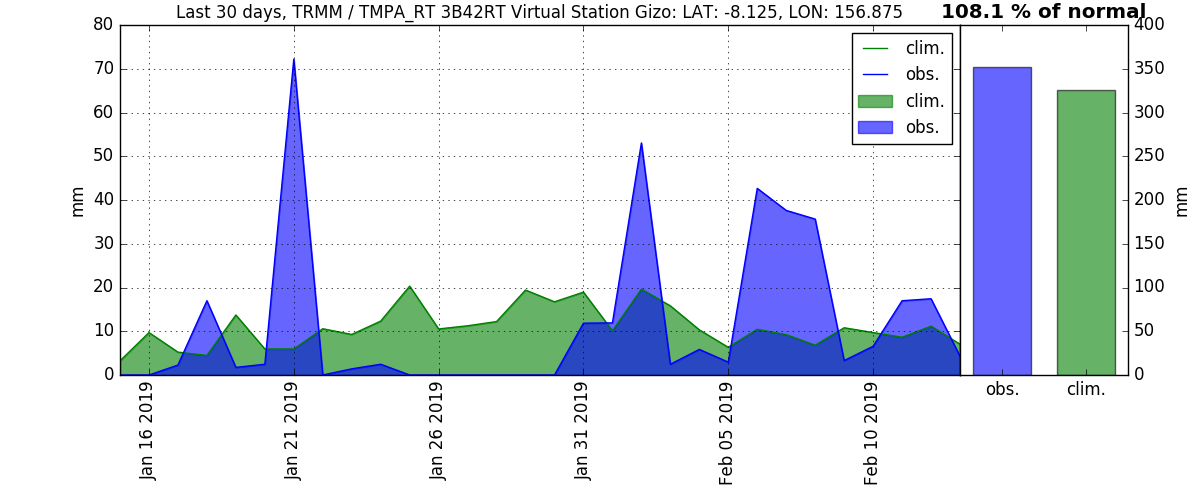 Last 30 days, TRMM / TMPA_RT 3B42RT Virtual Station Gizo: LAT: -8.125, LON: 156.875
108.1 % of normal
80
70
60
50
40
30
20
10
0
mm
clim.
obs.
clim.
obs.
Jan 16 2019
Jan 21 2019
Jan 26 2019
Jan 31 2019
Feb 05 2019
Feb 10 2019
obs.
clim.
400
350
300
250
200
150
100
50
0
mm